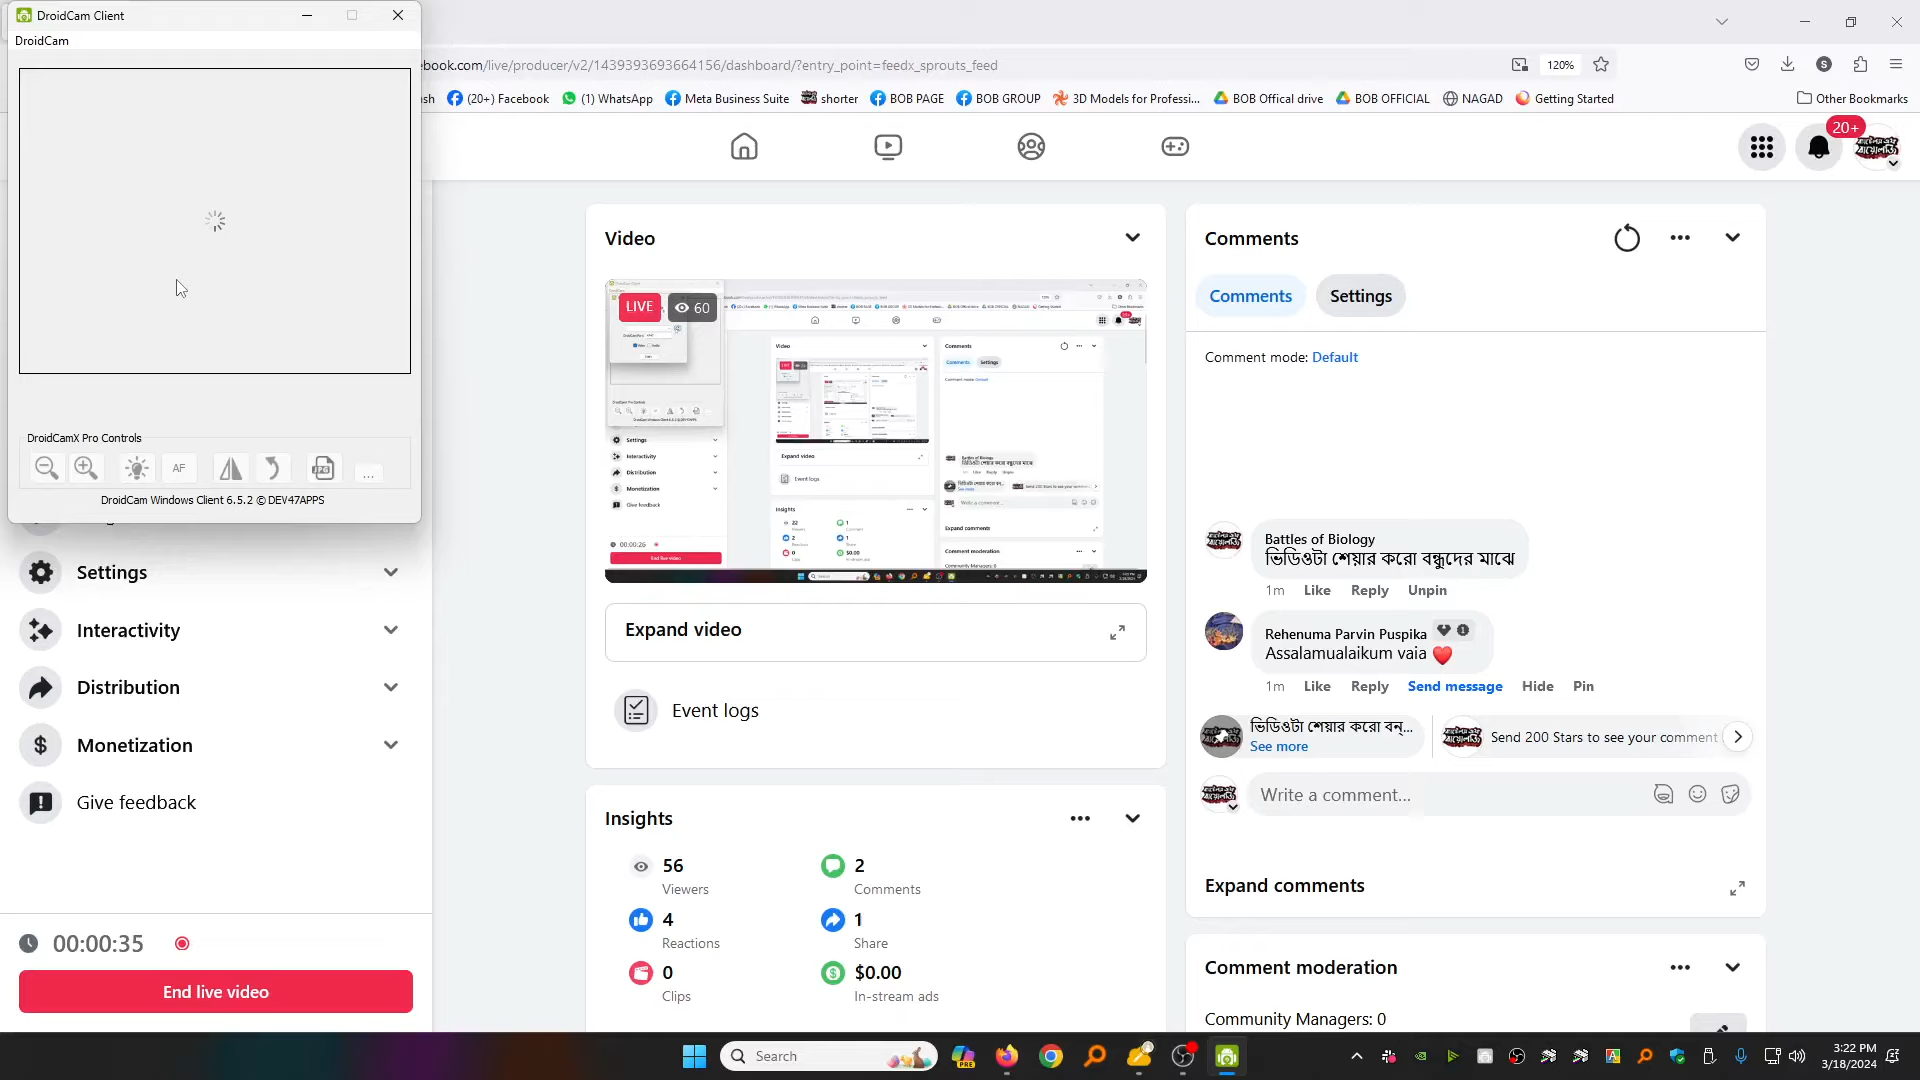 DroidCam Client
DroidCam
DroidCamX Pro Controls
AF
JPG
...
DroidCam Windows Client 6.5.2 © DEV47APPS
book.com/live/producer/v2/1439393693664156/dashboard/?entry_point=feedx_sprouts_feed
120%
S
(20+) Facebook
(1) WhatsApp
Meta Business Suite
shorter
BOB PAGE
BOB GROUP
3D Models for Professi...
BOB Offical drive
BOB OFFICIAL
NAGAD
Getting Started
Other Bookmarks
20+
Settings
Interactivity
Distribution
Monetization
Give feedback
00:00:35
End live video
Video
LIVE
60
Expand video
Event logs
Insights
56
Viewers
2
Comments
4
Reactions
1
Share
0
Clips
$0.00
In-stream ads
Comments
Comments
Settings
Comment mode: Default
Battles of Biology
ভিডিওটা শেয়ার করো বন্ধুদের মাঝে
1m Like Reply Unpin
Rehenuma Parvin Puspika 1
Assalamualaikum vaia ❤️
1m Like Reply Send message Hide Pin
ভিডিওটা শেয়ার করো বন্...
See more
Send 200 Stars to see your comment
Write a comment...
Expand comments
Comment moderation
Community Managers: 0
Search
PRE
3:22 PM
3/18/2024